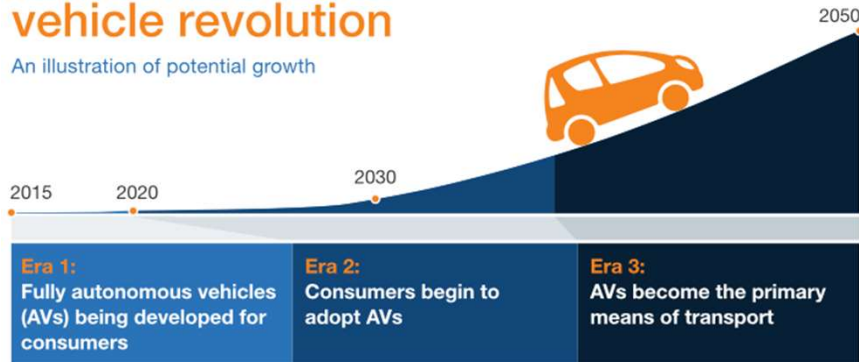 vehicle revolution
An illustration of potential growth
2050
2030
2015
2020
Era 1:
Fully autonomous vehicles
(AVs) being developed for
consumers
Era 2:
Consumers begin to
adopt AVs
Era 3:
AVs become the primary
means of transport